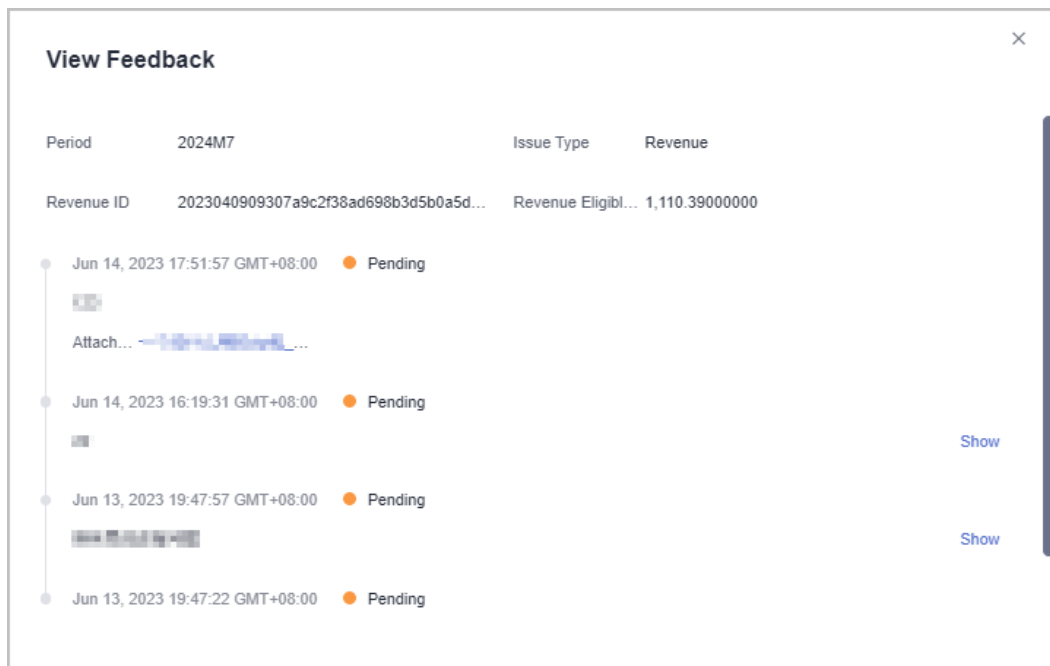 View Feedback
Period 2024M7 Issue Type Revenue
Revenue ID 2023040909307a9c2f38ad698b3d5b0a5d... Revenue Eligibl... 1,110.39000000
Jun 14, 2023 17:51:57 GMT+08:00 Pending
Attach... ...
Jun 14, 2023 16:19:31 GMT+08:00 Pending
Show
Jun 13, 2023 19:47:57 GMT+08:00 Pending
Show
Jun 13, 2023 19:47:22 GMT+08:00 Pending